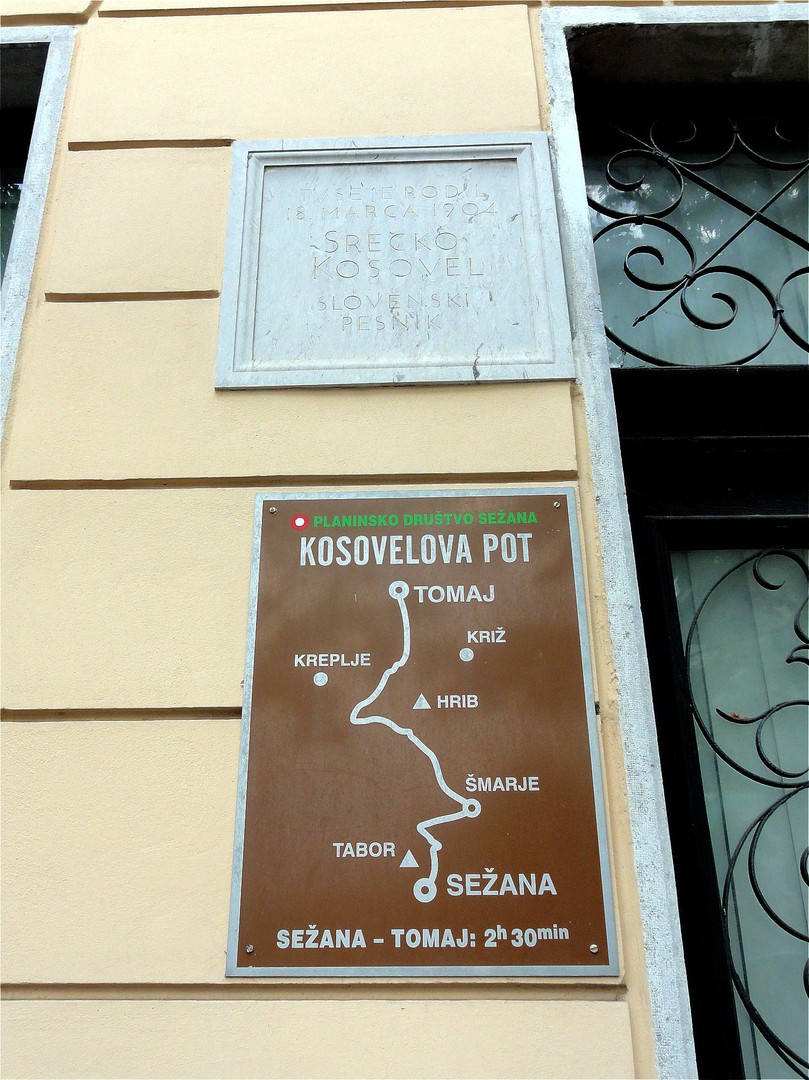 TU SE JE RODIL
18. MARCA 1904
SREČKO
KOSOVEL
SLOVENSKI
PESNIK
PLANINSKO DRUŠTVO SEŽANA
KOSOVELOVA POT
TOMAJ
KRIŽ
KREPLJE
HRIB
ŠMARJE
TABOR
SEŽANA
SEŽANA – TOMAJ: 2h 30min